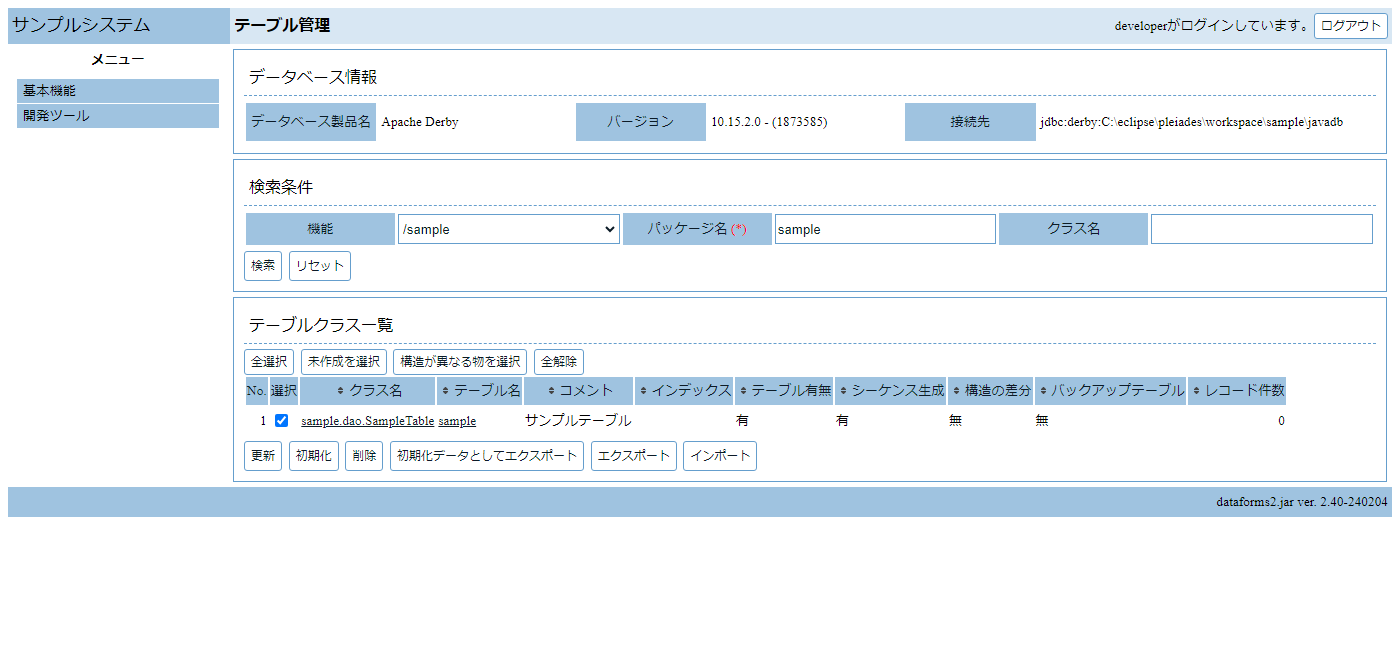 サンプルシステム テーブル管理 developerがログインしています。 ログアウト
メニュー
基本機能
開発ツール
データベース情報
データベース製品名 Apache Derby バージョン 10.15.2.0 - (1873585) 接続先 jdbc:derby:C:\eclipse\pleiades\workspace\sample\javadb
検索条件
機能 /sample パッケージ名(*) sample クラス名
検索 リセット
テーブルクラス一覧
全選択 未作成を選択 構造が異なる物を選択 全解除
No. 選択 クラス名 テーブル名 コメント インデックス テーブル有無 シーケンス生成 構造の差分 バックアップテーブル レコード件数
1 sample.dao.SampleTable sample サンプルテーブル 有 有 無 無 0
更新 初期化 削除 初期化データとしてエクスポート エクスポート インポート
dataforms2.jar ver. 2.40-240204